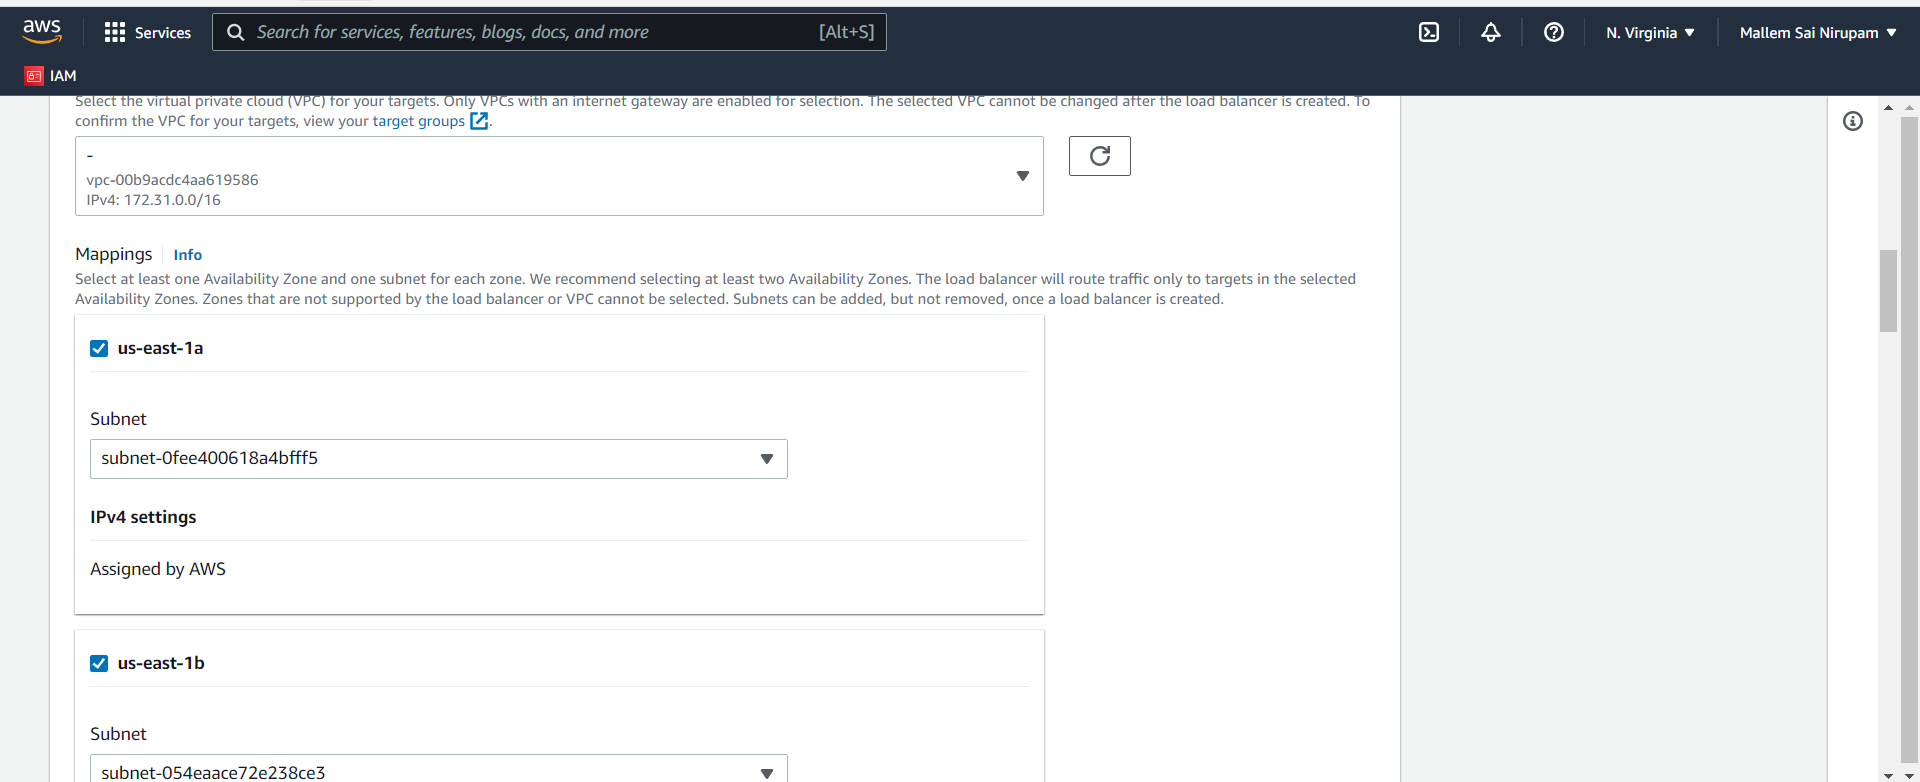 aws
Services
Search for services, features, blogs, docs, and more [Alt+S]
N. Virginia
Mallem Sai Nirupam
IAM
Select the virtual private cloud (VPC) for your targets. Only VPCs with an internet gateway are enabled for selection. The selected VPC cannot be changed after the load balancer is created. To
confirm the VPC for your targets, view your target groups .
-
vpc-00b9acdc4aa619586
IPv4: 172.31.0.0/16
Mappings Info
Select at least one Availability Zone and one subnet for each zone. We recommend selecting at least two Availability Zones. The load balancer will route traffic only to targets in the selected
Availability Zones. Zones that are not supported by the load balancer or VPC cannot be selected. Subnets can be added, but not removed, once a load balancer is created.
us-east-1a
Subnet
subnet-0fee400618a4bfff5
IPv4 settings
Assigned by AWS
us-east-1b
Subnet
subnet-054eaace72e238ce3